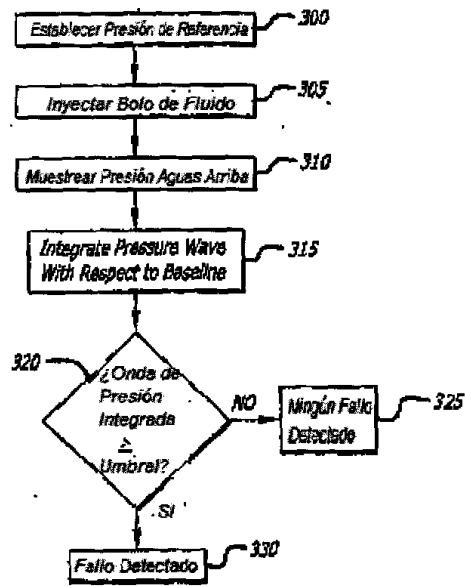 Establecer Presión de Referencia
300
Inyectar Bolo de Fluido
305
Muestrear Presión Aguas Arriba
310
Integrate Pressure Wave
With Respect to Baseline
315
320
¿Onda de
Presión
Integrada
≥
Umbral?
NO
Ningún Fallo
Detectado
325
SI
Fallo Detectado
330